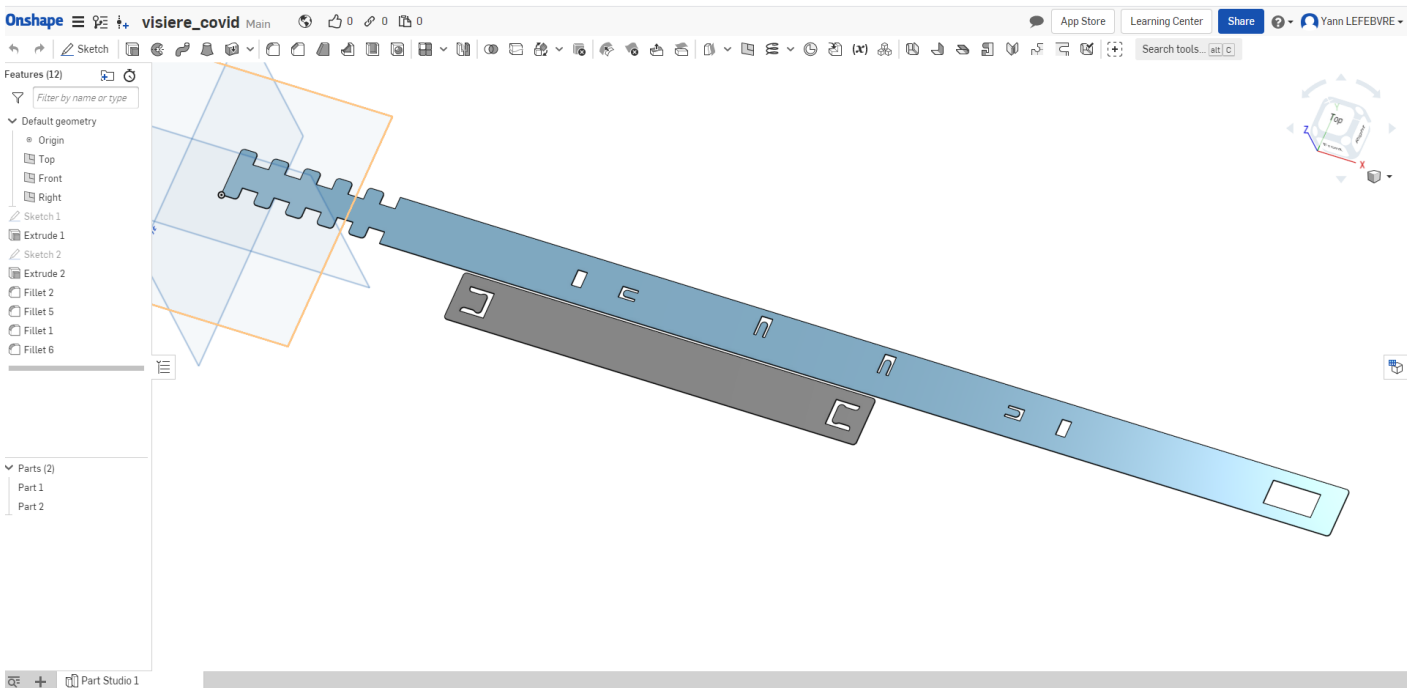 Onshape visiere_covid Main 0 0 0 App Store Learning Center Share Yann LEFEBVRE
Sketch Search tools... alt C
Features (12)
Filter by name or type
Default geometry
Origin
Top
Front
Right
Sketch 1
Extrude 1
Sketch 2
Extrude 2
Fillet 2
Fillet 5
Fillet 1
Fillet 6
Parts (2)
Part 1
Part 2
Top
Z
X
Part Studio 1